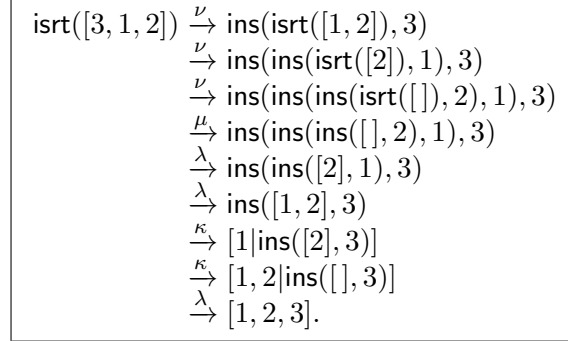 isrt([3, 1, 2]) →ν ins(isrt([1, 2]), 3)
→ν ins(ins(isrt([2]), 1), 3)
→ν ins(ins(ins(isrt([ ]), 2), 1), 3)
→μ ins(ins(ins([ ], 2), 1), 3)
→λ ins(ins([2], 1), 3)
→λ ins([1, 2], 3)
→κ [1|ins([2], 3)]
→κ [1, 2|ins([ ], 3)]
→λ [1, 2, 3].